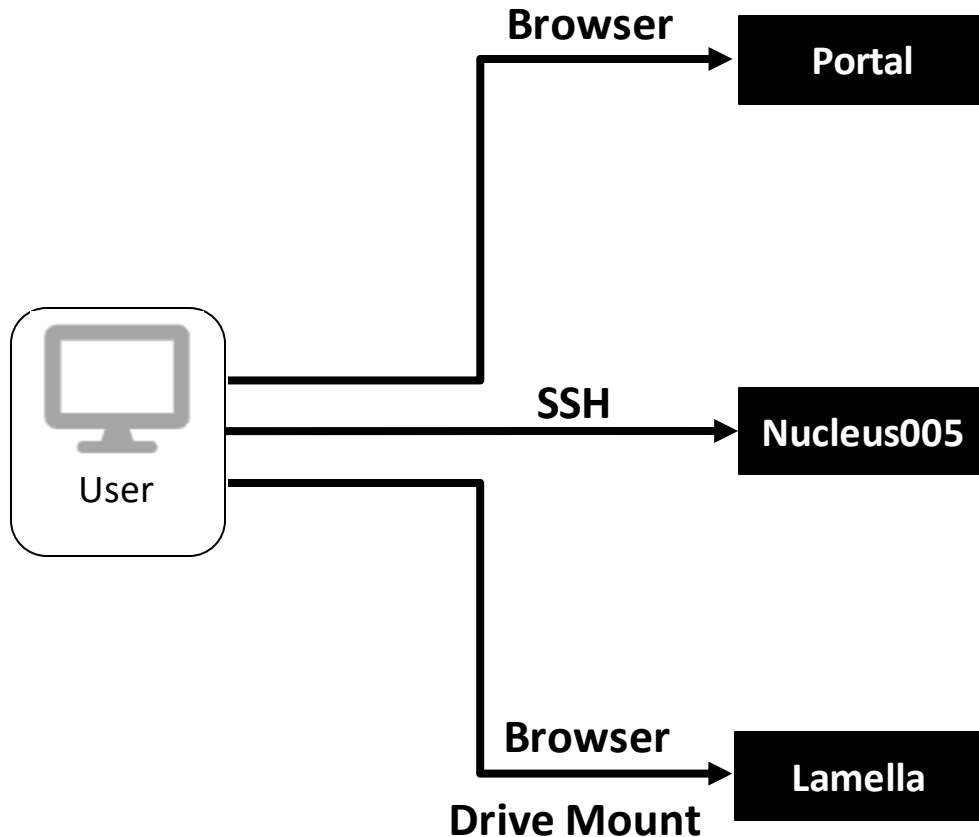 Browser
Portal
SSH
Nucleus005
User
Browser
Lamella
Drive Mount